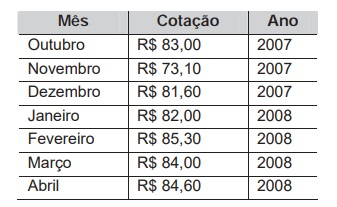 Mês Cotação Ano
Outubro R$ 83,00 2007
Novembro R$ 73,10 2007
Dezembro R$ 81,60 2007
Janeiro R$ 82,00 2008
Fevereiro R$ 85,30 2008
Março R$ 84,00 2008
Abril R$ 84,60 2008